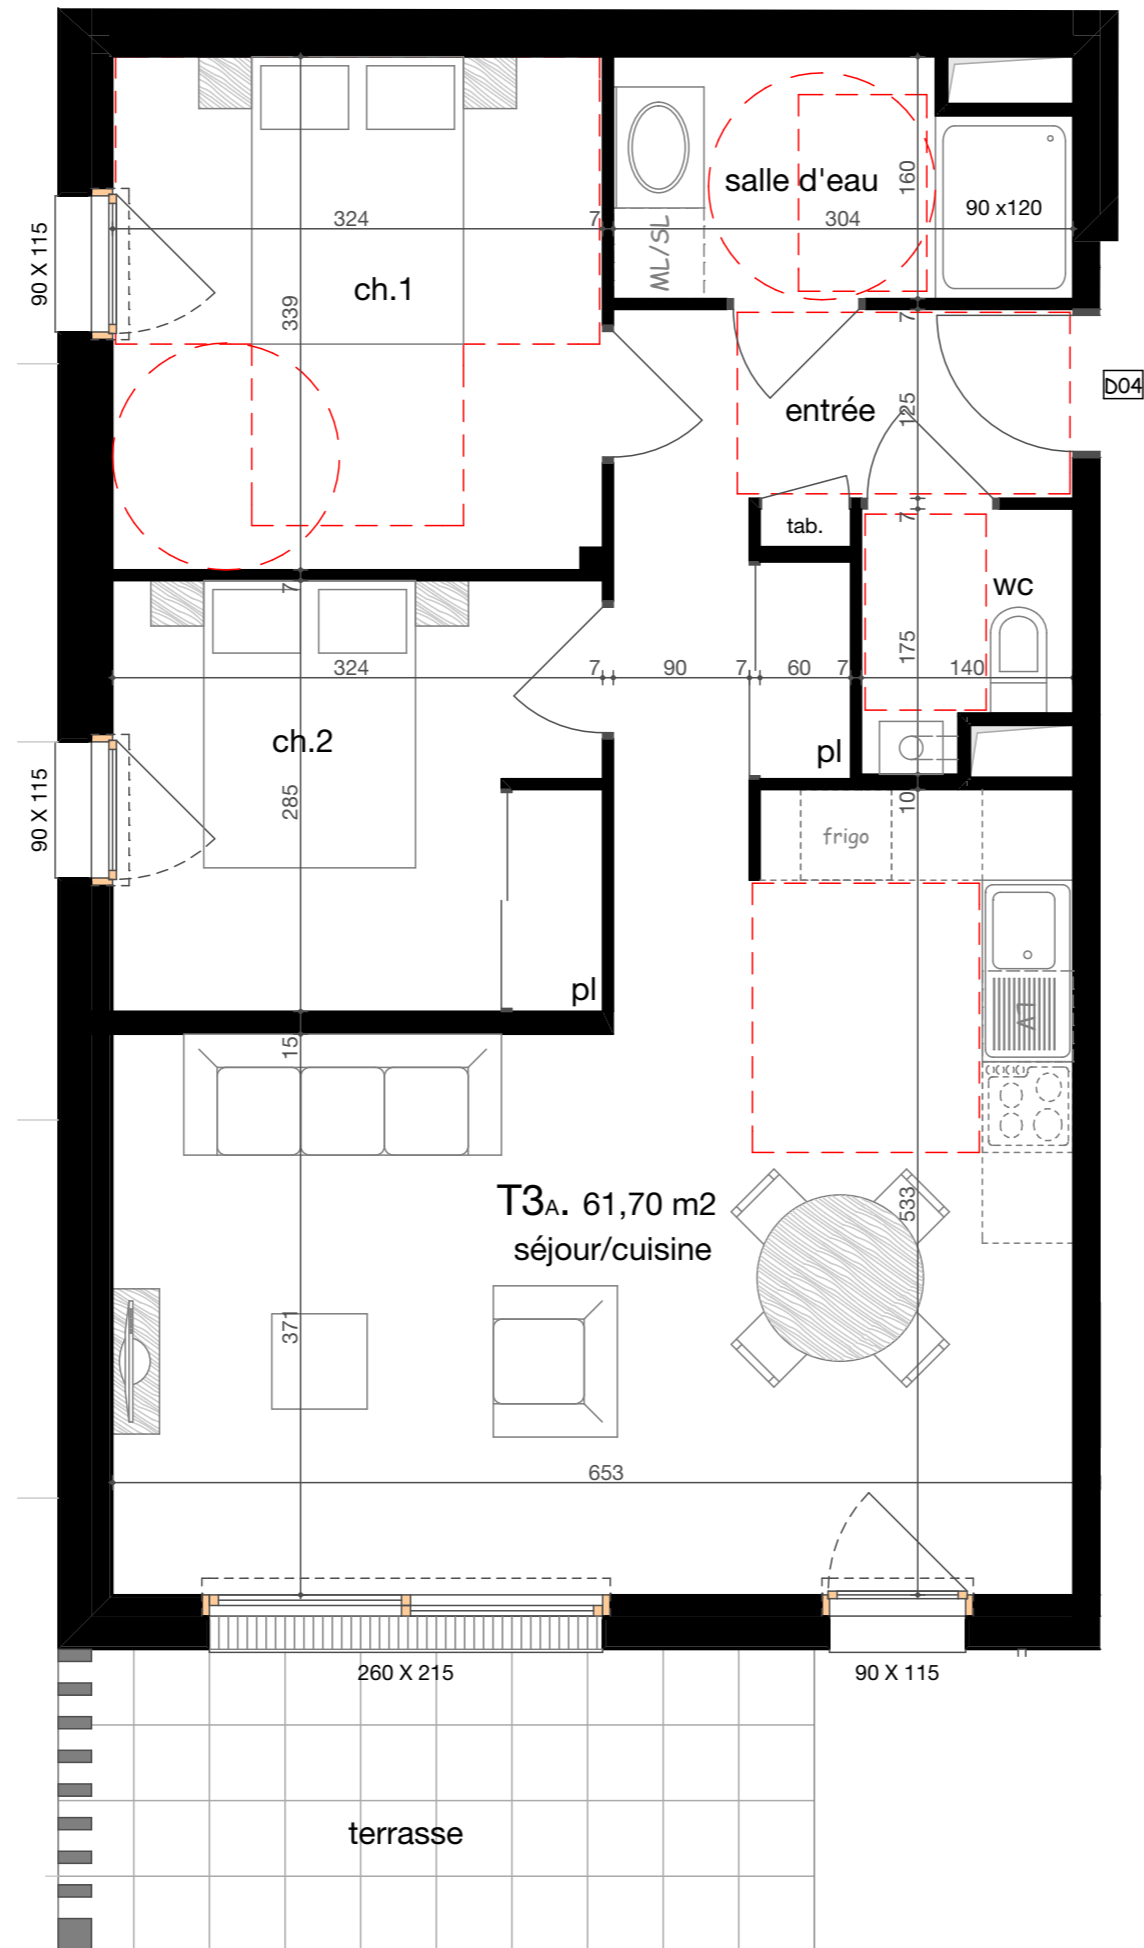 salle d'eau
160
90 x120
324
7
304
90 X 115
ML/SL
ch.1
339
7
D04
entrée
125
tab.
7
wc
7
175
324
7
90
7
60
7
140
ch.2
pl
90 X 115
285
10
frigo
pl
LV
15
T3A. 61,70 m2
533
séjour/cuisine
371
653
260 X 215
90 X 115
terrasse